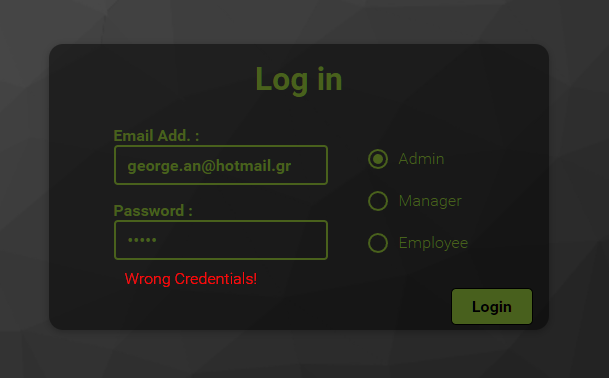 Log in
Email Add. :
george.an@hotmail.gr
Password :
•••••
Wrong Credentials!
Admin
Manager
Employee
Login